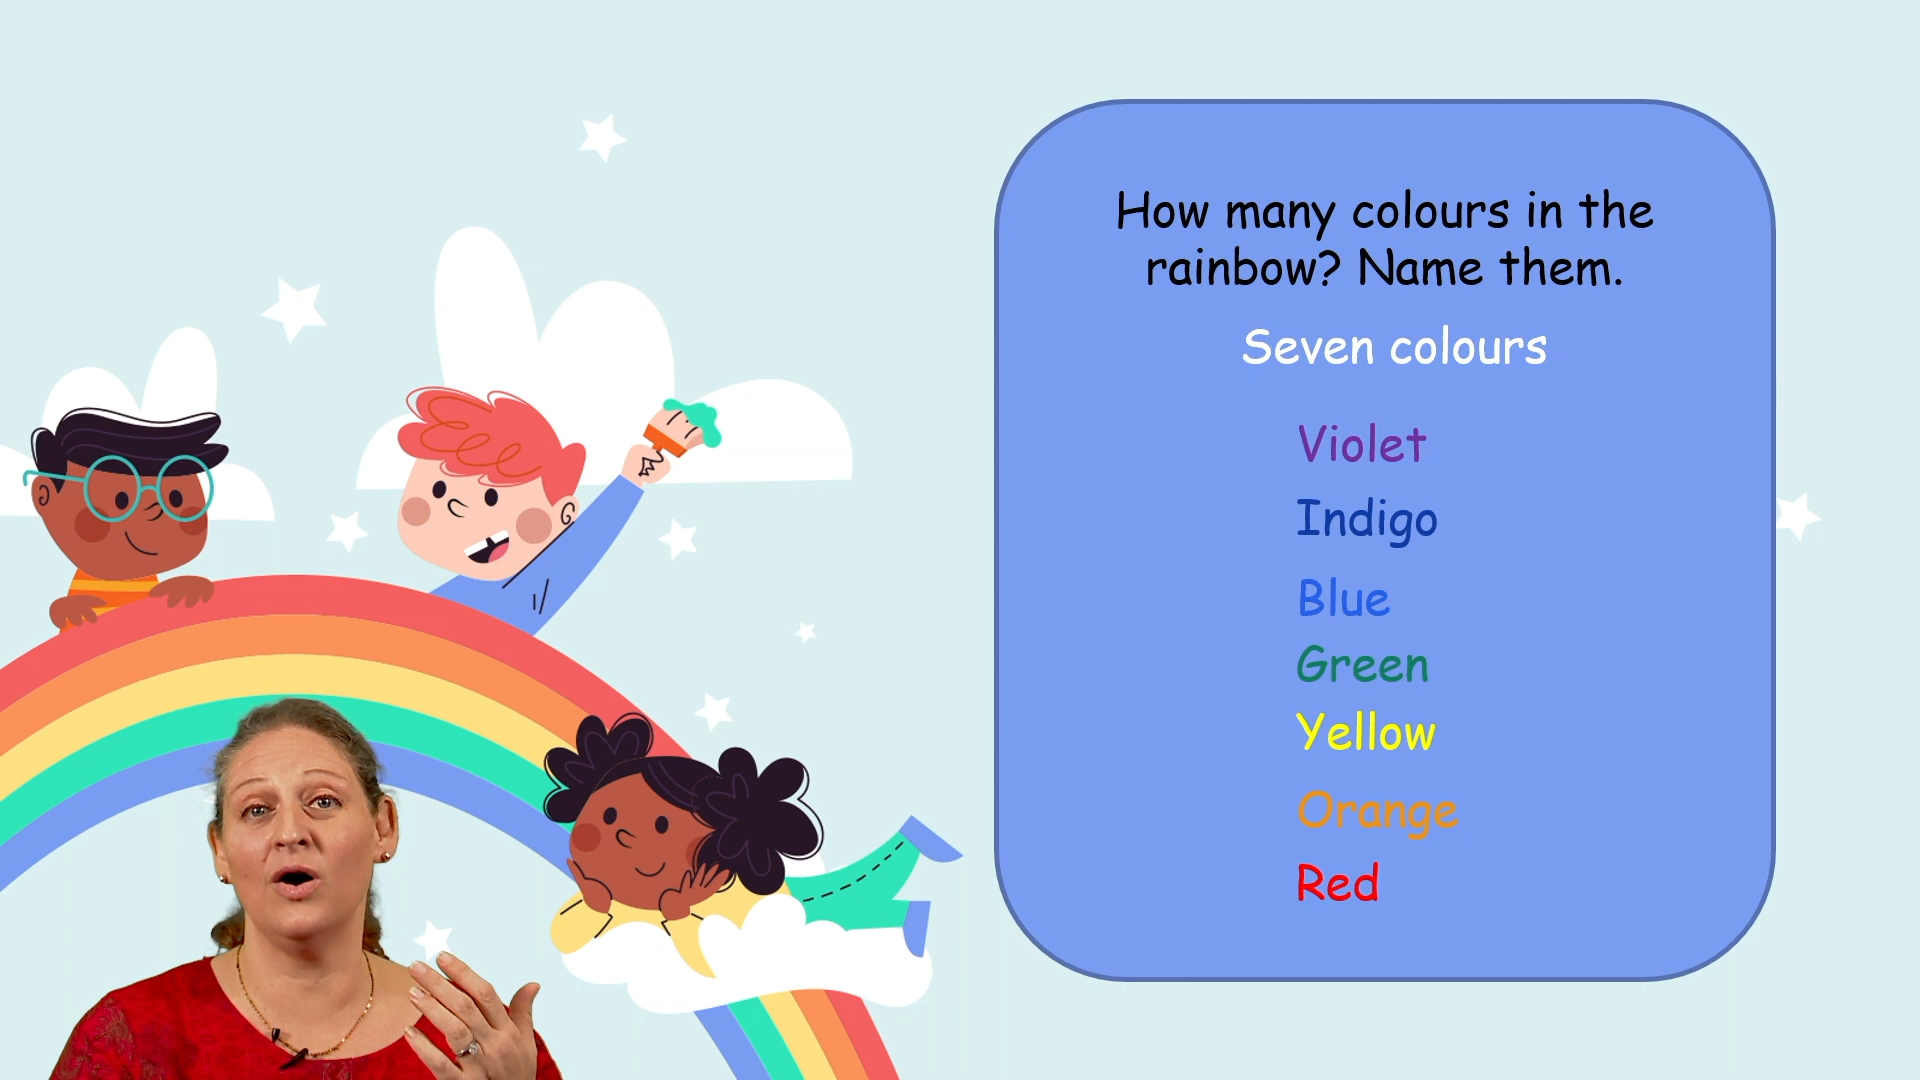 How many colours in the
rainbow? Name them.
Seven colours
Violet
Indigo
Blue
Green
Yellow
Orange
Red